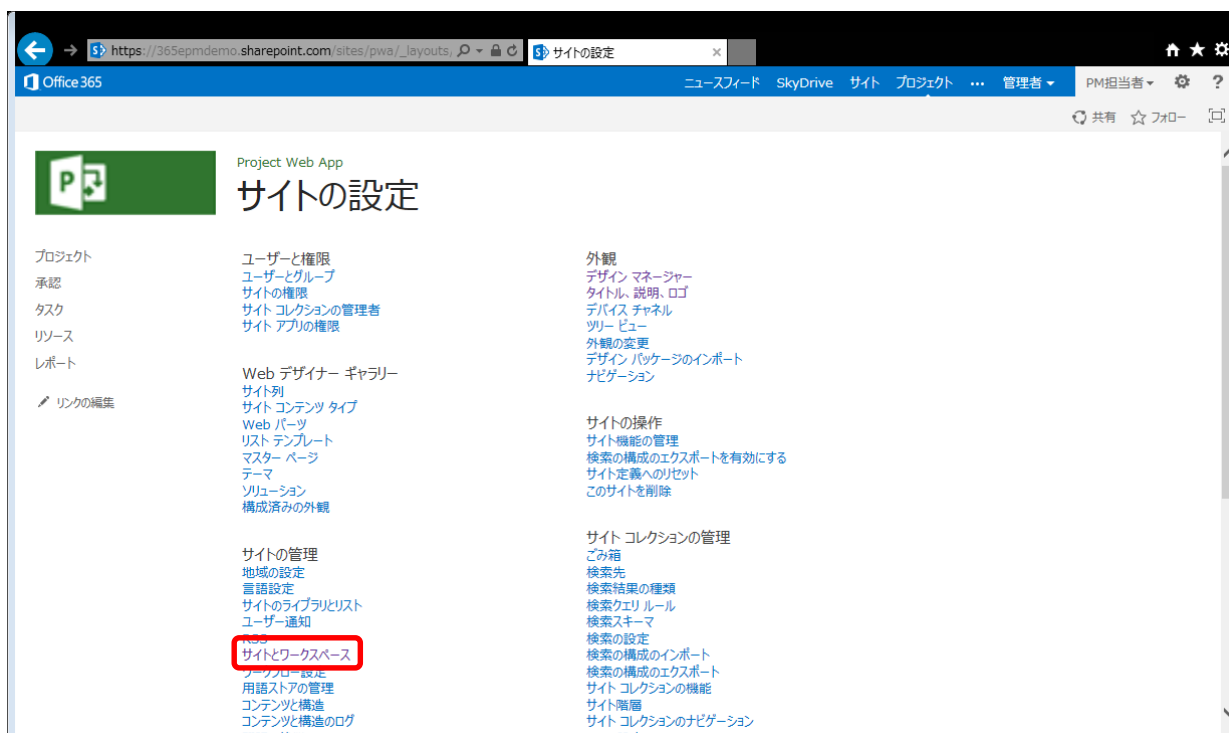 https://365epmdemo.sharepoint.com/sites/pwa/_layouts, サイトの設定
Office 365 ニュースフィード SkyDrive サイト プロジェクト ••• 管理者 PM担当者 ?
共有 フォロー
P
Project Web App
サイトの設定
プロジェクト
承認
タスク
リソース
レポート
リンクの編集
ユーザーと権限
ユーザーとグループ
サイトの権限
サイト コレクションの管理者
サイト アプリの権限
Web デザイナー ギャラリー
サイト列
サイト コンテンツ タイプ
Web パーツ
リスト テンプレート
マスター ページ
テーマ
ソリューション
構成済みの外観
サイトの管理
地域の設定
言語設定
サイトのライブラリとリスト
ユーザー通知
RSS
サイトとワークスペース
ワークフロー設定
用語ストアの管理
コンテンツと構造
コンテンツと構造のログ
外観
デザイン マネージャー
タイトル、説明、ロゴ
デバイス チャネル
ツリー ビュー
外観の変更
デザイン パッケージのインポート
ナビゲーション
サイトの操作
サイト機能の管理
検索の構成のエクスポートを有効にする
サイト定義へのリセット
このサイトを削除
サイト コレクションの管理
ごみ箱
検索先
検索結果の種類
検索クエリ ルール
検索スキーマ
検索の設定
検索の構成のインポート
検索の構成のエクスポート
サイト コレクションの機能
サイト階層
サイト コレクションのナビゲーション